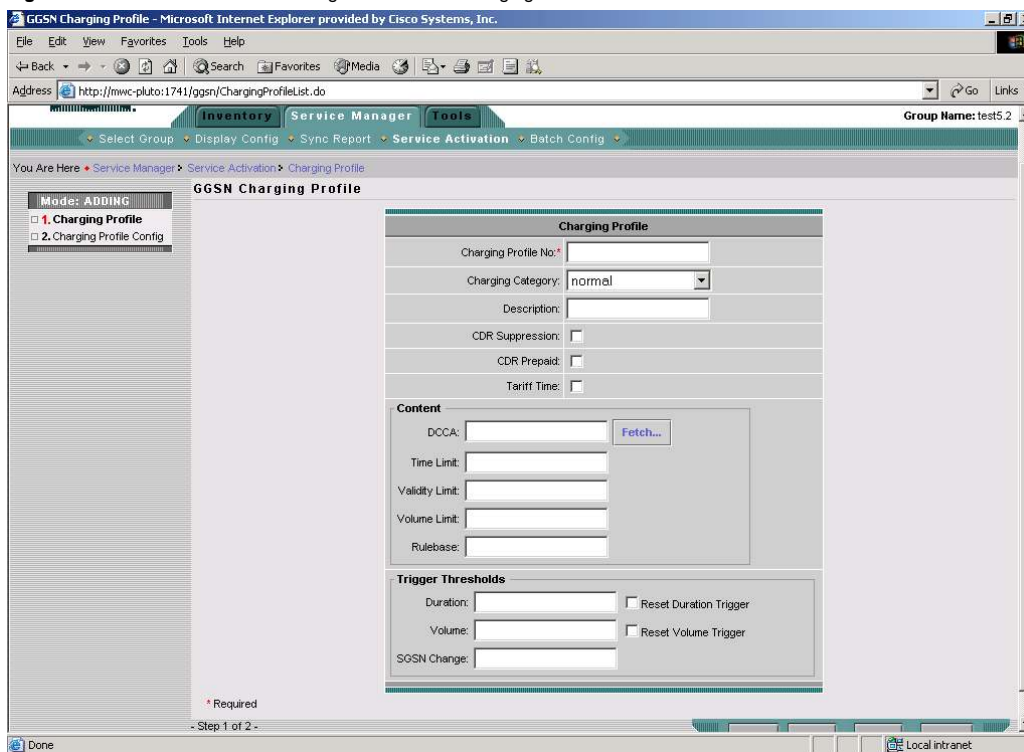 GGSN Charging Profile - Microsoft Internet Explorer provided by Cisco Systems, Inc.
File Edit View Favorites Tools Help
Back Search Favorites Media
Address http://mwc-pluto:1741/ggsn/ChargingProfileList.do Go Links
Inventory Service Manager Tools Group Name: test5.2
Select Group Display Config Sync Report Service Activation Batch Config
You Are Here Service Manager Service Activation Charging Profile
GGSN Charging Profile
Mode: ADDING
1. Charging Profile
2. Charging Profile Config
Charging Profile
Charging Profile No:*
Charging Category: normal
Description:
CDR Suppression:
CDR Prepaid:
Tariff Time:
Content
DCCA: Fetch...
Time Limit:
Validity Limit:
Volume Limit:
Rulebase:
Trigger Thresholds
Duration: Reset Duration Trigger
Volume: Reset Volume Trigger
SGSN Change:
* Required
- Step 1 of 2 -
Done Local intranet